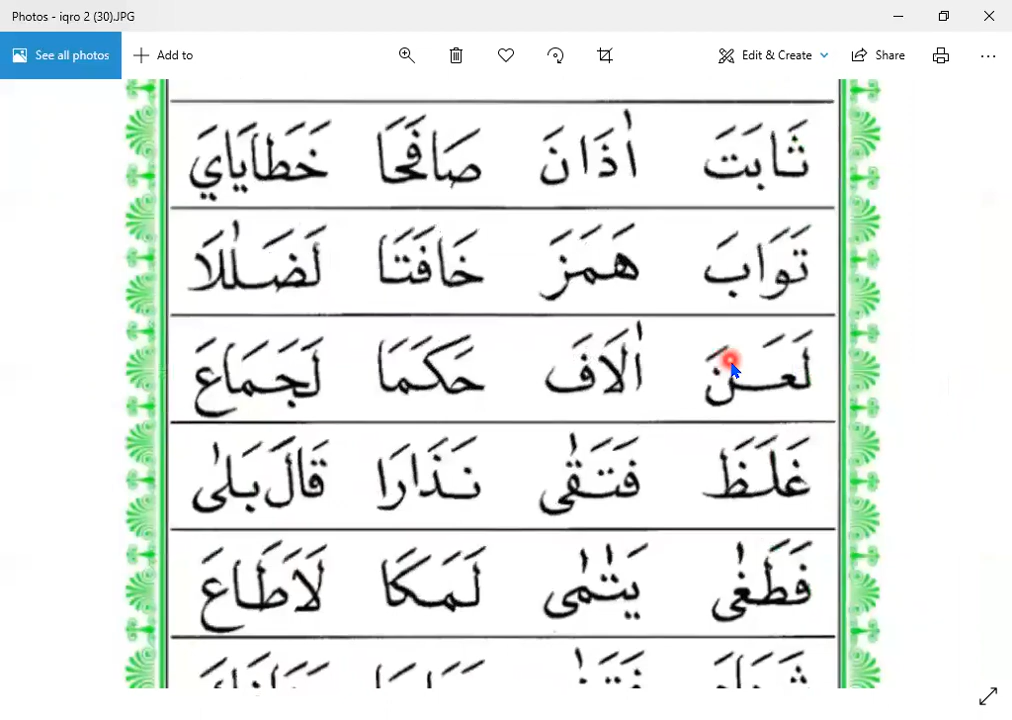 Photos - iqro 2 (30).JPG
See all photos Add to Edit & Create Share
ثَابَتَ اٰذَانَ صَافَحَا خَطَايَايَ
تَوَابَ هَمَزَ خَافَتَا لَضَلٰلَا
لَعَنَ اٰلَافَ حَكَمَا لَجَمَاعَ
غَلَظَ فَتَقٰى نَذَارَا قَالَ بَلٰى
فَطَغٰى يَتٰمٰى لَمَكَا لَاطَاعَ